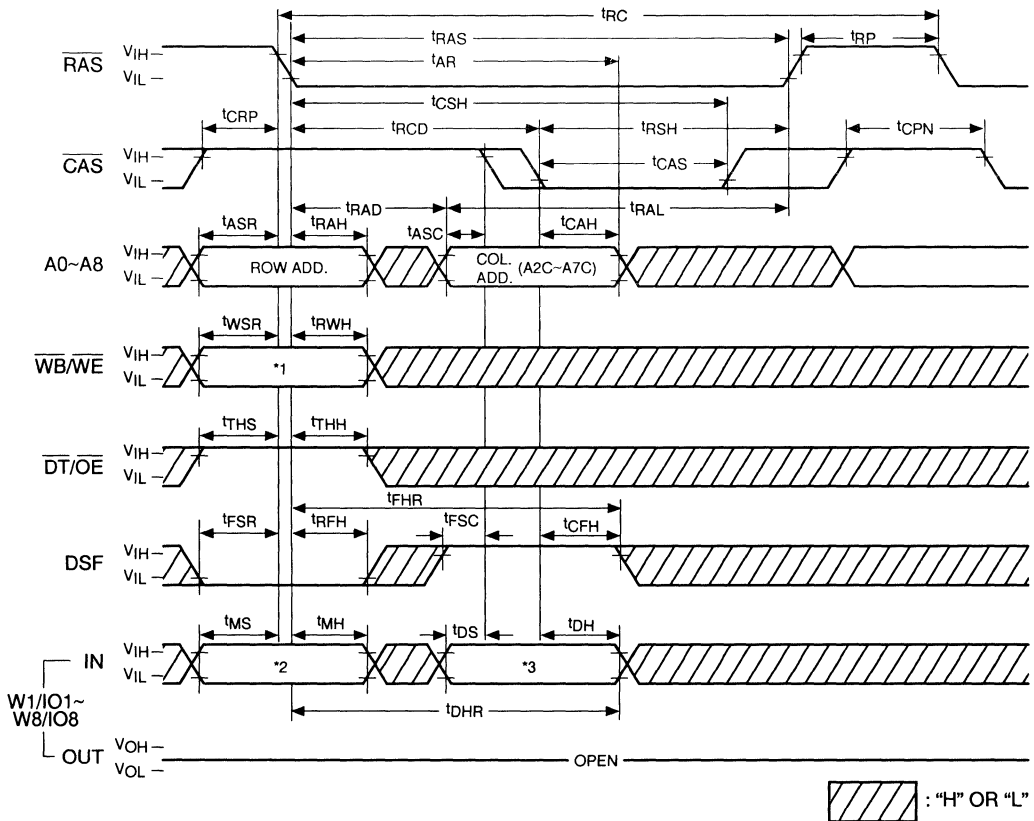 tRC
tRAS
tRP
tAR
RAS
VIH
VIL
tCSH
tCRP
tRCD
tRSH
tCPN
CAS
VIH
VIL
tCAS
tRAD
tRAL
tASR
tRAH
tASC
tCAH
A0~A8
VIH
VIL
ROW ADD.
COL. ADD. (A2C~A7C)
tWSR
tRWH
WB/WE
VIH
VIL
*1
tTHS
tTHH
DT/OE
VIH
VIL
tFHR
tFSR
tRFH
tFSC
tCFH
DSF
VIH
VIL
tMS
tMH
tDS
tDH
IN
VIH
VIL
*2
*3
W1/IO1~
W8/IO8
tDHR
OUT
VOH
VOL
OPEN
: “H” OR “L”